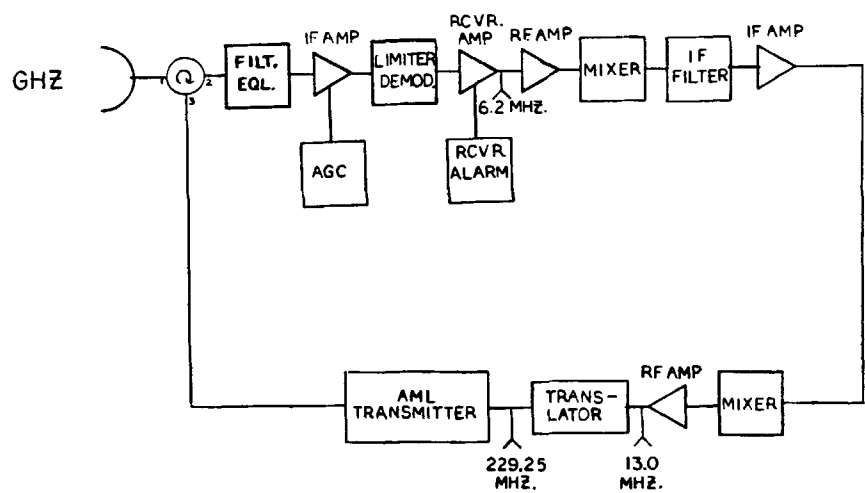 GHZ
1
2
3
FILT.
EQL.
IF AMP
AGC
LIMITER
DEMOD.
RCVR.
AMP
6.2 MHZ.
RCVR
ALARM
RF AMP
MIXER
IF
FILTER
IF AMP
AML
TRANSMITTER
229.25
MHZ.
TRANS-
LATOR
13.0
MHZ.
RF AMP
MIXER